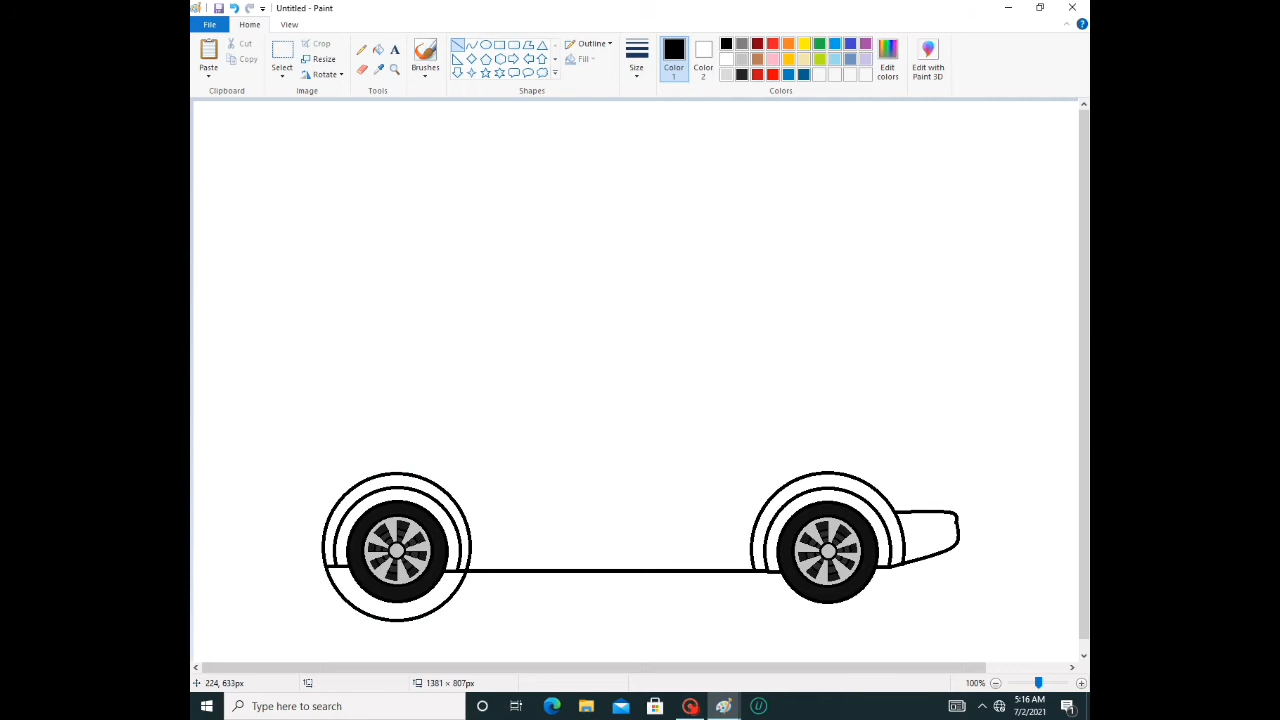 Untitled - Paint
File Home View
Paste
Cut
Copy
Clipboard
Select
Crop
Resize
Rotate
Image
A
Tools
Brushes
Outline
Fill
Shapes
Size
Color 1
Color 2
Edit colors
Colors
Edit with Paint 3D
224, 633px
1381 × 807px
100%
Type here to search
5:16 AM
7/2/2021
1